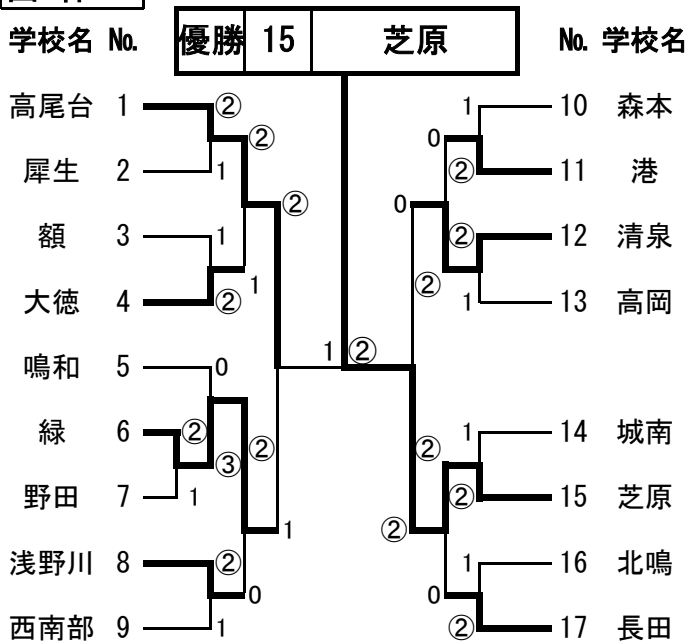 学校名 No. 優勝 15 芝原 No. 学校名
高尾台 1 ② 1 10 森本
② 0
犀生 2 1 ② 11 港
② 0
額 3 1 ② 12 清泉
1 ②
大徳 4 ② 1 13 高岡
1 ②
鳴和 5 0
緑 6 ② ② ② 1 14 城南
③
野田 7 1 ② 15 芝原
1 ②
浅野川 8 ② 1 16 北鳴
0 0
西南部 9 1 ② 17 長田